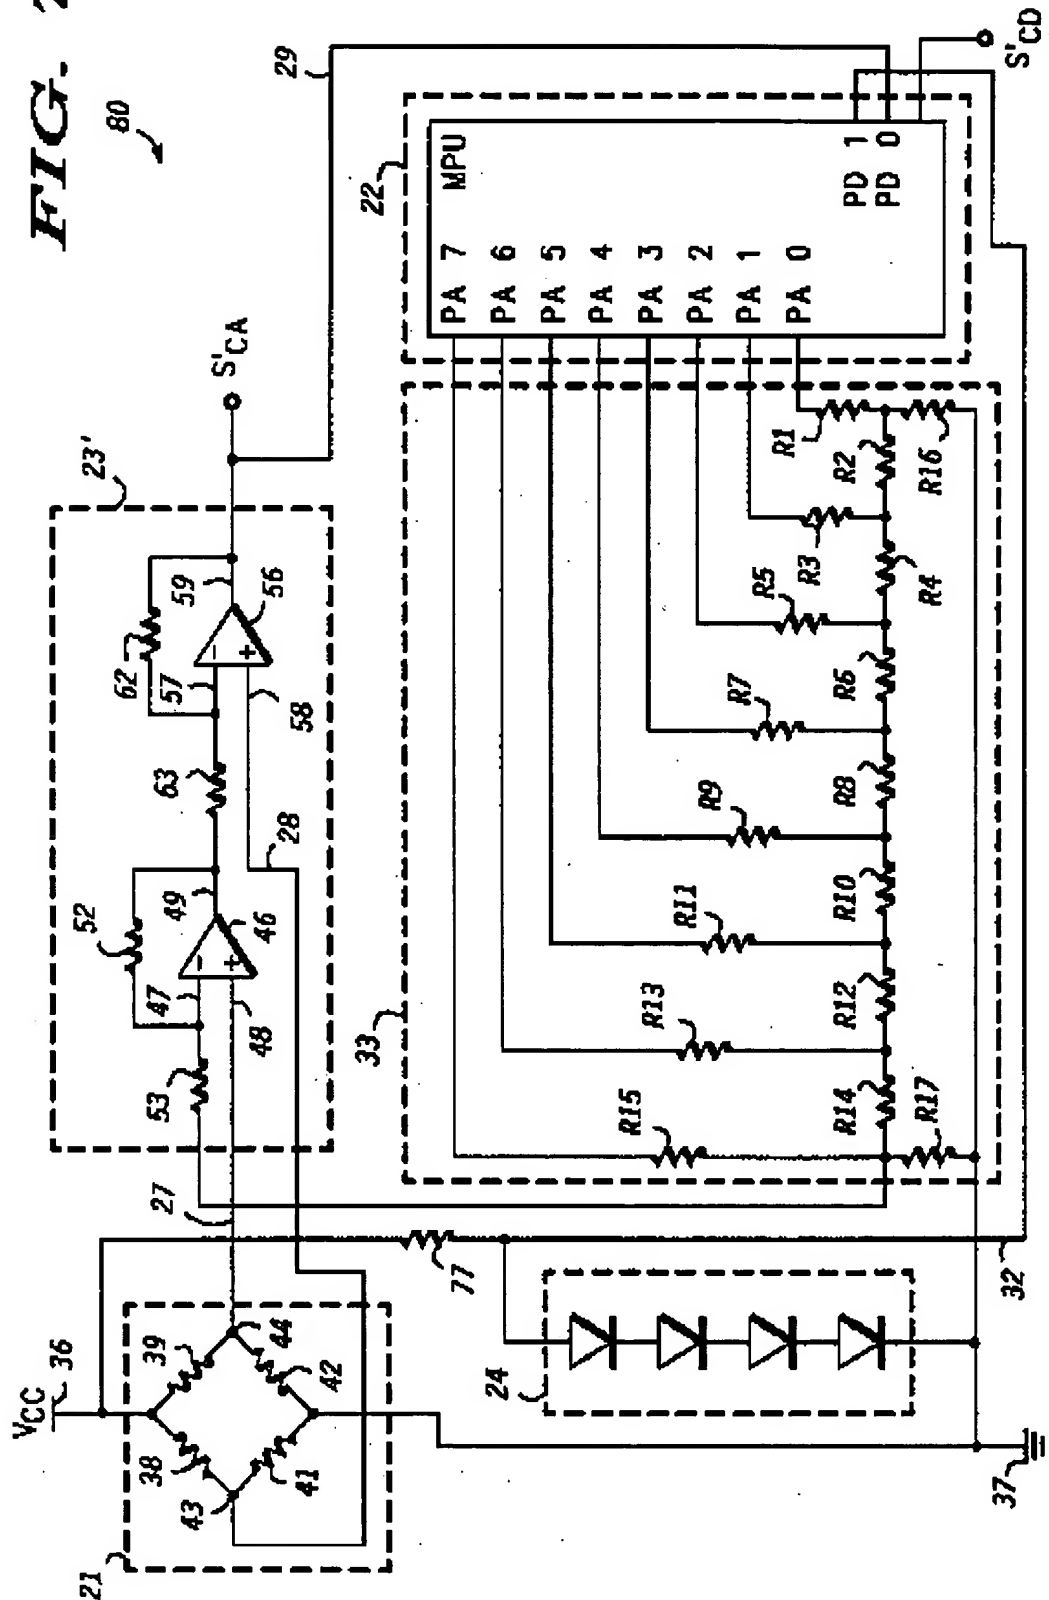 FIG. 2
80
VCC
36
21
38
39
41
42
43
44
27
23'
53
47
48
52
49
46
28
63
62
57
58
59
56
S'CA
29
77
24
32
37
33
R15
R13
R11
R9
R7
R5
R3
R1
R17
R14
R12
R10
R8
R6
R4
R2
R16
22
PA 7
MPU
PA 6
PA 5
PA 4
PA 3
PA 2
PA 1
PD 1
PA 0
PD 0
S'CD